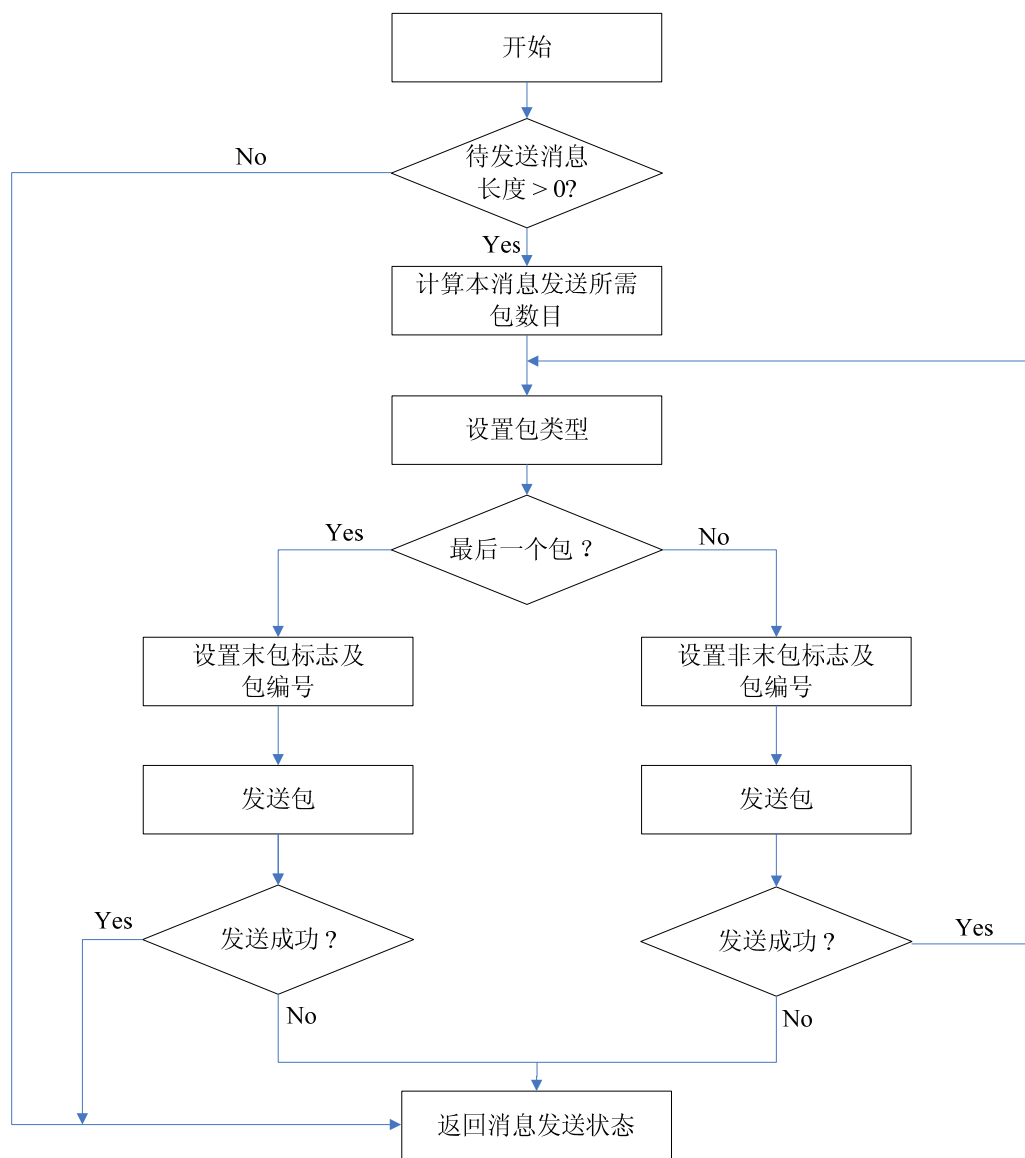 开始
待发送消息
长度 > 0?
No
Yes
计算本消息发送所需
包数目
设置包类型
最后一个包？
Yes
No
设置末包标志及
包编号
设置非末包标志及
包编号
发送包
发送包
发送成功？
Yes
发送成功？
Yes
No
No
返回消息发送状态